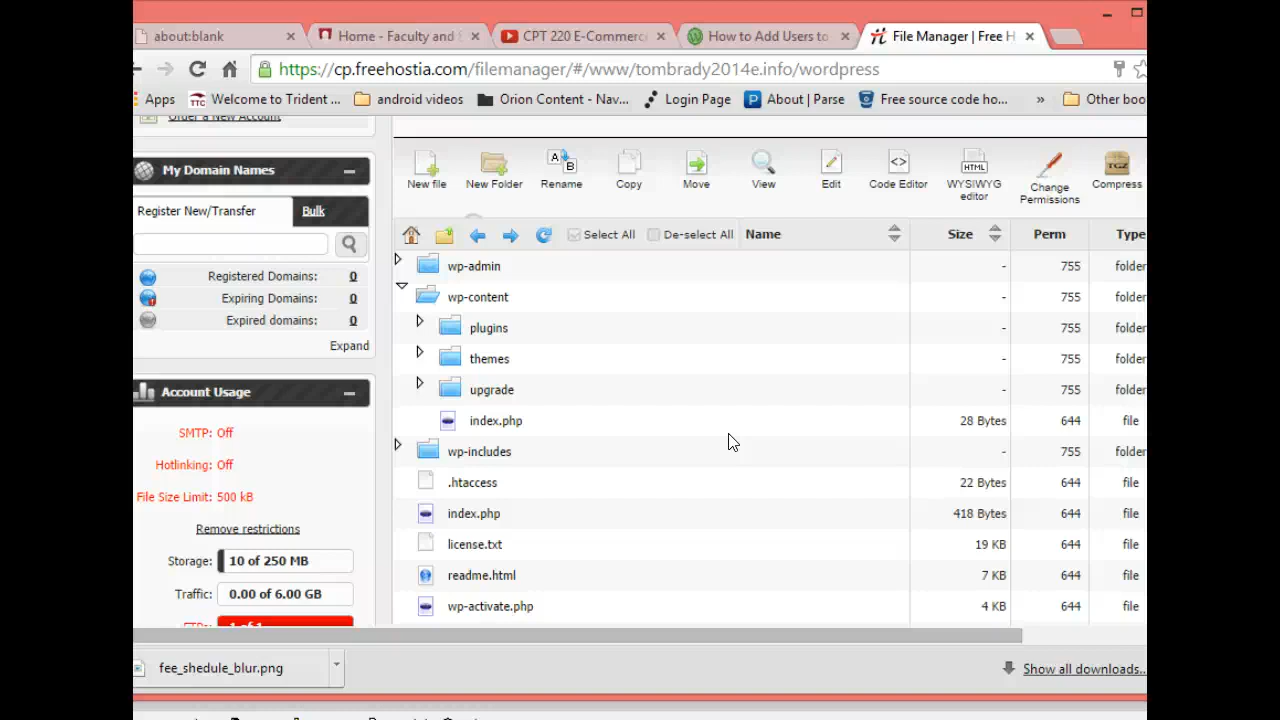 about:blank
Home - Faculty and S
CPT 220 E-Commerc
How to Add Users to
File Manager | Free H
https://cp.freehostia.com/filemanager/#/www/tombrady2014e.info/wordpress
Apps
TTC
Welcome to Trident ...
android videos
Orion Content - Nav...
Login Page
P
About | Parse
Free source code ho...
»
Other boo
Order a New Account
My Domain Names
Register New/Transfer
Bulk
Registered Domains: 0
Expiring Domains: 0
Expired domains: 0
Expand
Account Usage
SMTP: Off
Hotlinking: Off
File Size Limit: 500 kB
Remove restrictions
Storage: 10 of 250 MB
Traffic: 0.00 of 6.00 GB
FTPs: 1 of 1
New file
New Folder
A B
Rename
Copy
Move
View
Edit
<>
Code Editor
HTML
WYSIWYG
editor
Change
Permissions
TGZ
Compress
Select All
De-select All
Name
Size
Perm
Type
wp-admin - 755 folder
wp-content - 755 folder
plugins - 755 folder
themes - 755 folder
upgrade - 755 folder
index.php 28 Bytes 644 file
wp-includes - 755 folder
.htaccess 22 Bytes 644 file
index.php 418 Bytes 644 file
license.txt 19 KB 644 file
readme.html 7 KB 644 file
wp-activate.php 4 KB 644 file
fee_shedule_blur.png
Show all downloads..